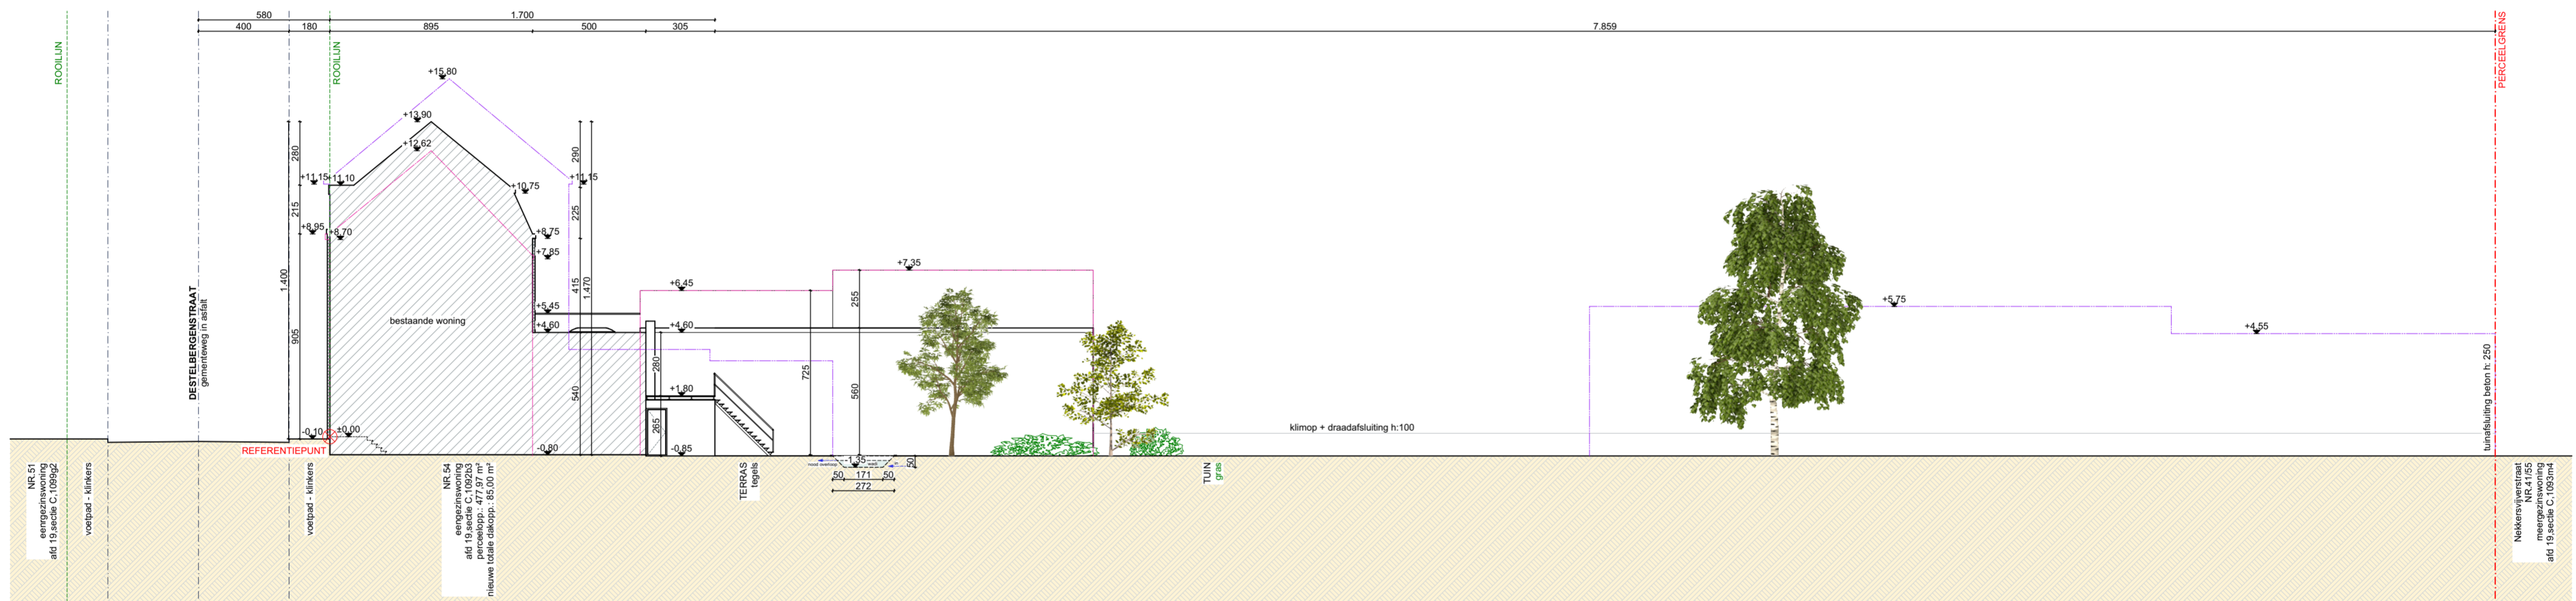 580
1.700
400
180
895
500
305
7.859
ROOILIJN
ROOILIJN
PERCEELGRENS
+15,80
+13,90
+12,62
280
290
+11,15
+11,10
+10,75
+11,15
215
225
+8,95
+8,70
+8,75
+7,85
1.400
905
415
1.470
+7,35
+6,45
255
+5,75
+5,45
+4,60
+4,60
+4,55
bestaande woning
DESTELBERGENSTRAAT
gementeweg in asfalt
280
725
560
540
+1,80
265
tuinafsluiting beton h: 250
klimop + draadafsluiting h:100
-0,10
±0,00
REFERENTIEPUNT
-0,80
-0,85
-1,35
nood overloop
wadi
50
50
171
50
272
NR.51
eenrgezinswoning
afd 19,sectie C,1099g2
voetpad - klinkers
voetpad - klinkers
NR.54
eengezinswoning
afd 19,sectie C,1092b3
perceelopp.: 477,97 m²
nieuwe totale dakopp.: 85,00 m²
TERRAS
tegels
TUIN
gras
Nekkersvijverstraat
NR.41/55
meergezinswoning
afd 19,sectie C,1093m4